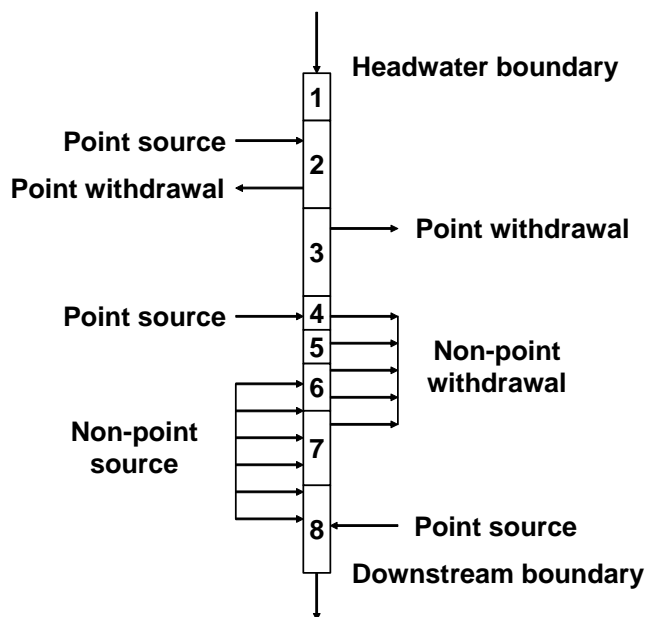 Headwater boundary
1
Point source
2
Point withdrawal
Point withdrawal
3
Point source
4
5
Non-point
withdrawal
6
Non-point
source
7
8
Point source
Downstream boundary